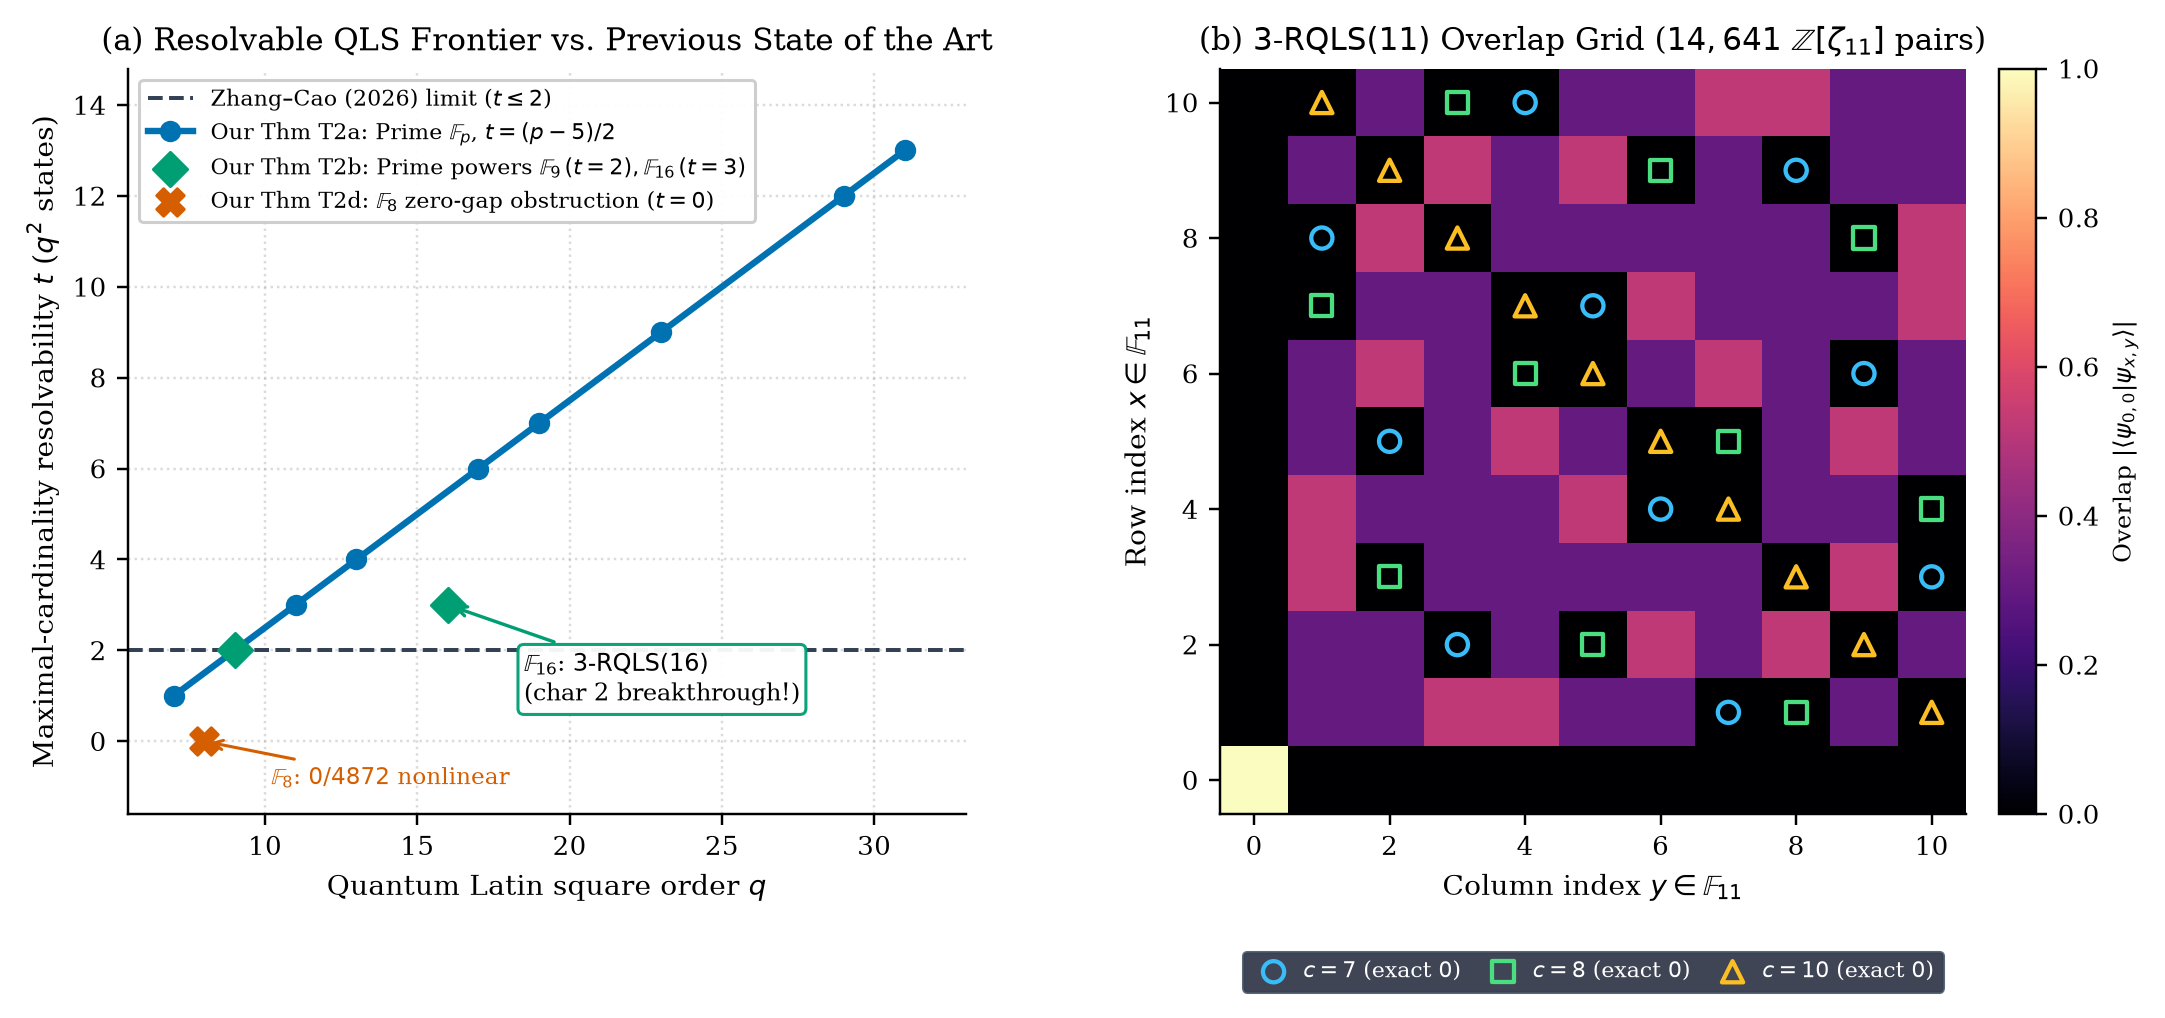 (a) Resolvable QLS Frontier vs. Previous State of the Art
Maximal-cardinality resolvability t (q² states)
14
12
10
8
6
4
2
0
Zhang–Cao (2026) limit (t ≤ 2)
Our Thm T2a: Prime 𝔽ₚ, t = (p − 5)/2
Our Thm T2b: Prime powers 𝔽₉ (t = 2), 𝔽₁₆ (t = 3)
Our Thm T2d: 𝔽₈ zero-gap obstruction (t = 0)
𝔽₁₆: 3-RQLS(16)
(char 2 breakthrough!)
𝔽₈: 0/4872 nonlinear
10 15 20 25 30
Quantum Latin square order q
(b) 3-RQLS(11) Overlap Grid (14, 641 ℤ[ζ₁₁] pairs)
Row index x ∈ 𝔽₁₁
10
8
6
4
2
0
0 2 4 6 8 10
Column index y ∈ 𝔽₁₁
1.0
0.8
0.6
0.4
0.2
0.0
Overlap |⟨ψ₀,₀|ψₓ,ᵧ⟩|
c = 7 (exact 0) c = 8 (exact 0) c = 10 (exact 0)